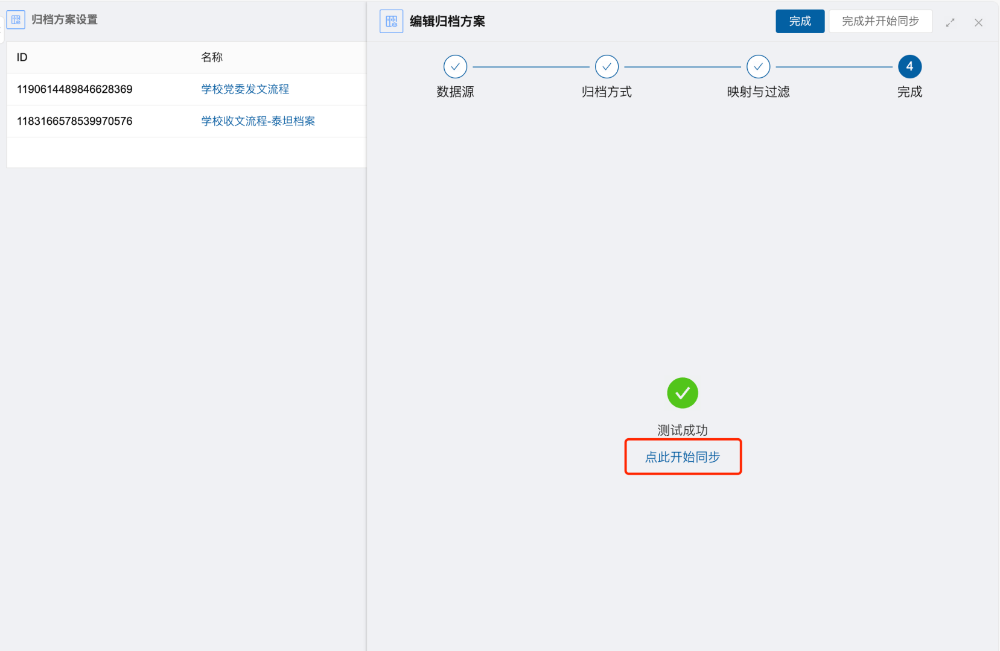 归档方案设置
ID 名称
1190614489846628369 学校党委发文流程
1183166578539970576 学校收文流程-泰坦档案
编辑归档方案
完成 完成并开始同步
4
数据源 归档方式 映射与过滤 完成
测试成功
点此开始同步